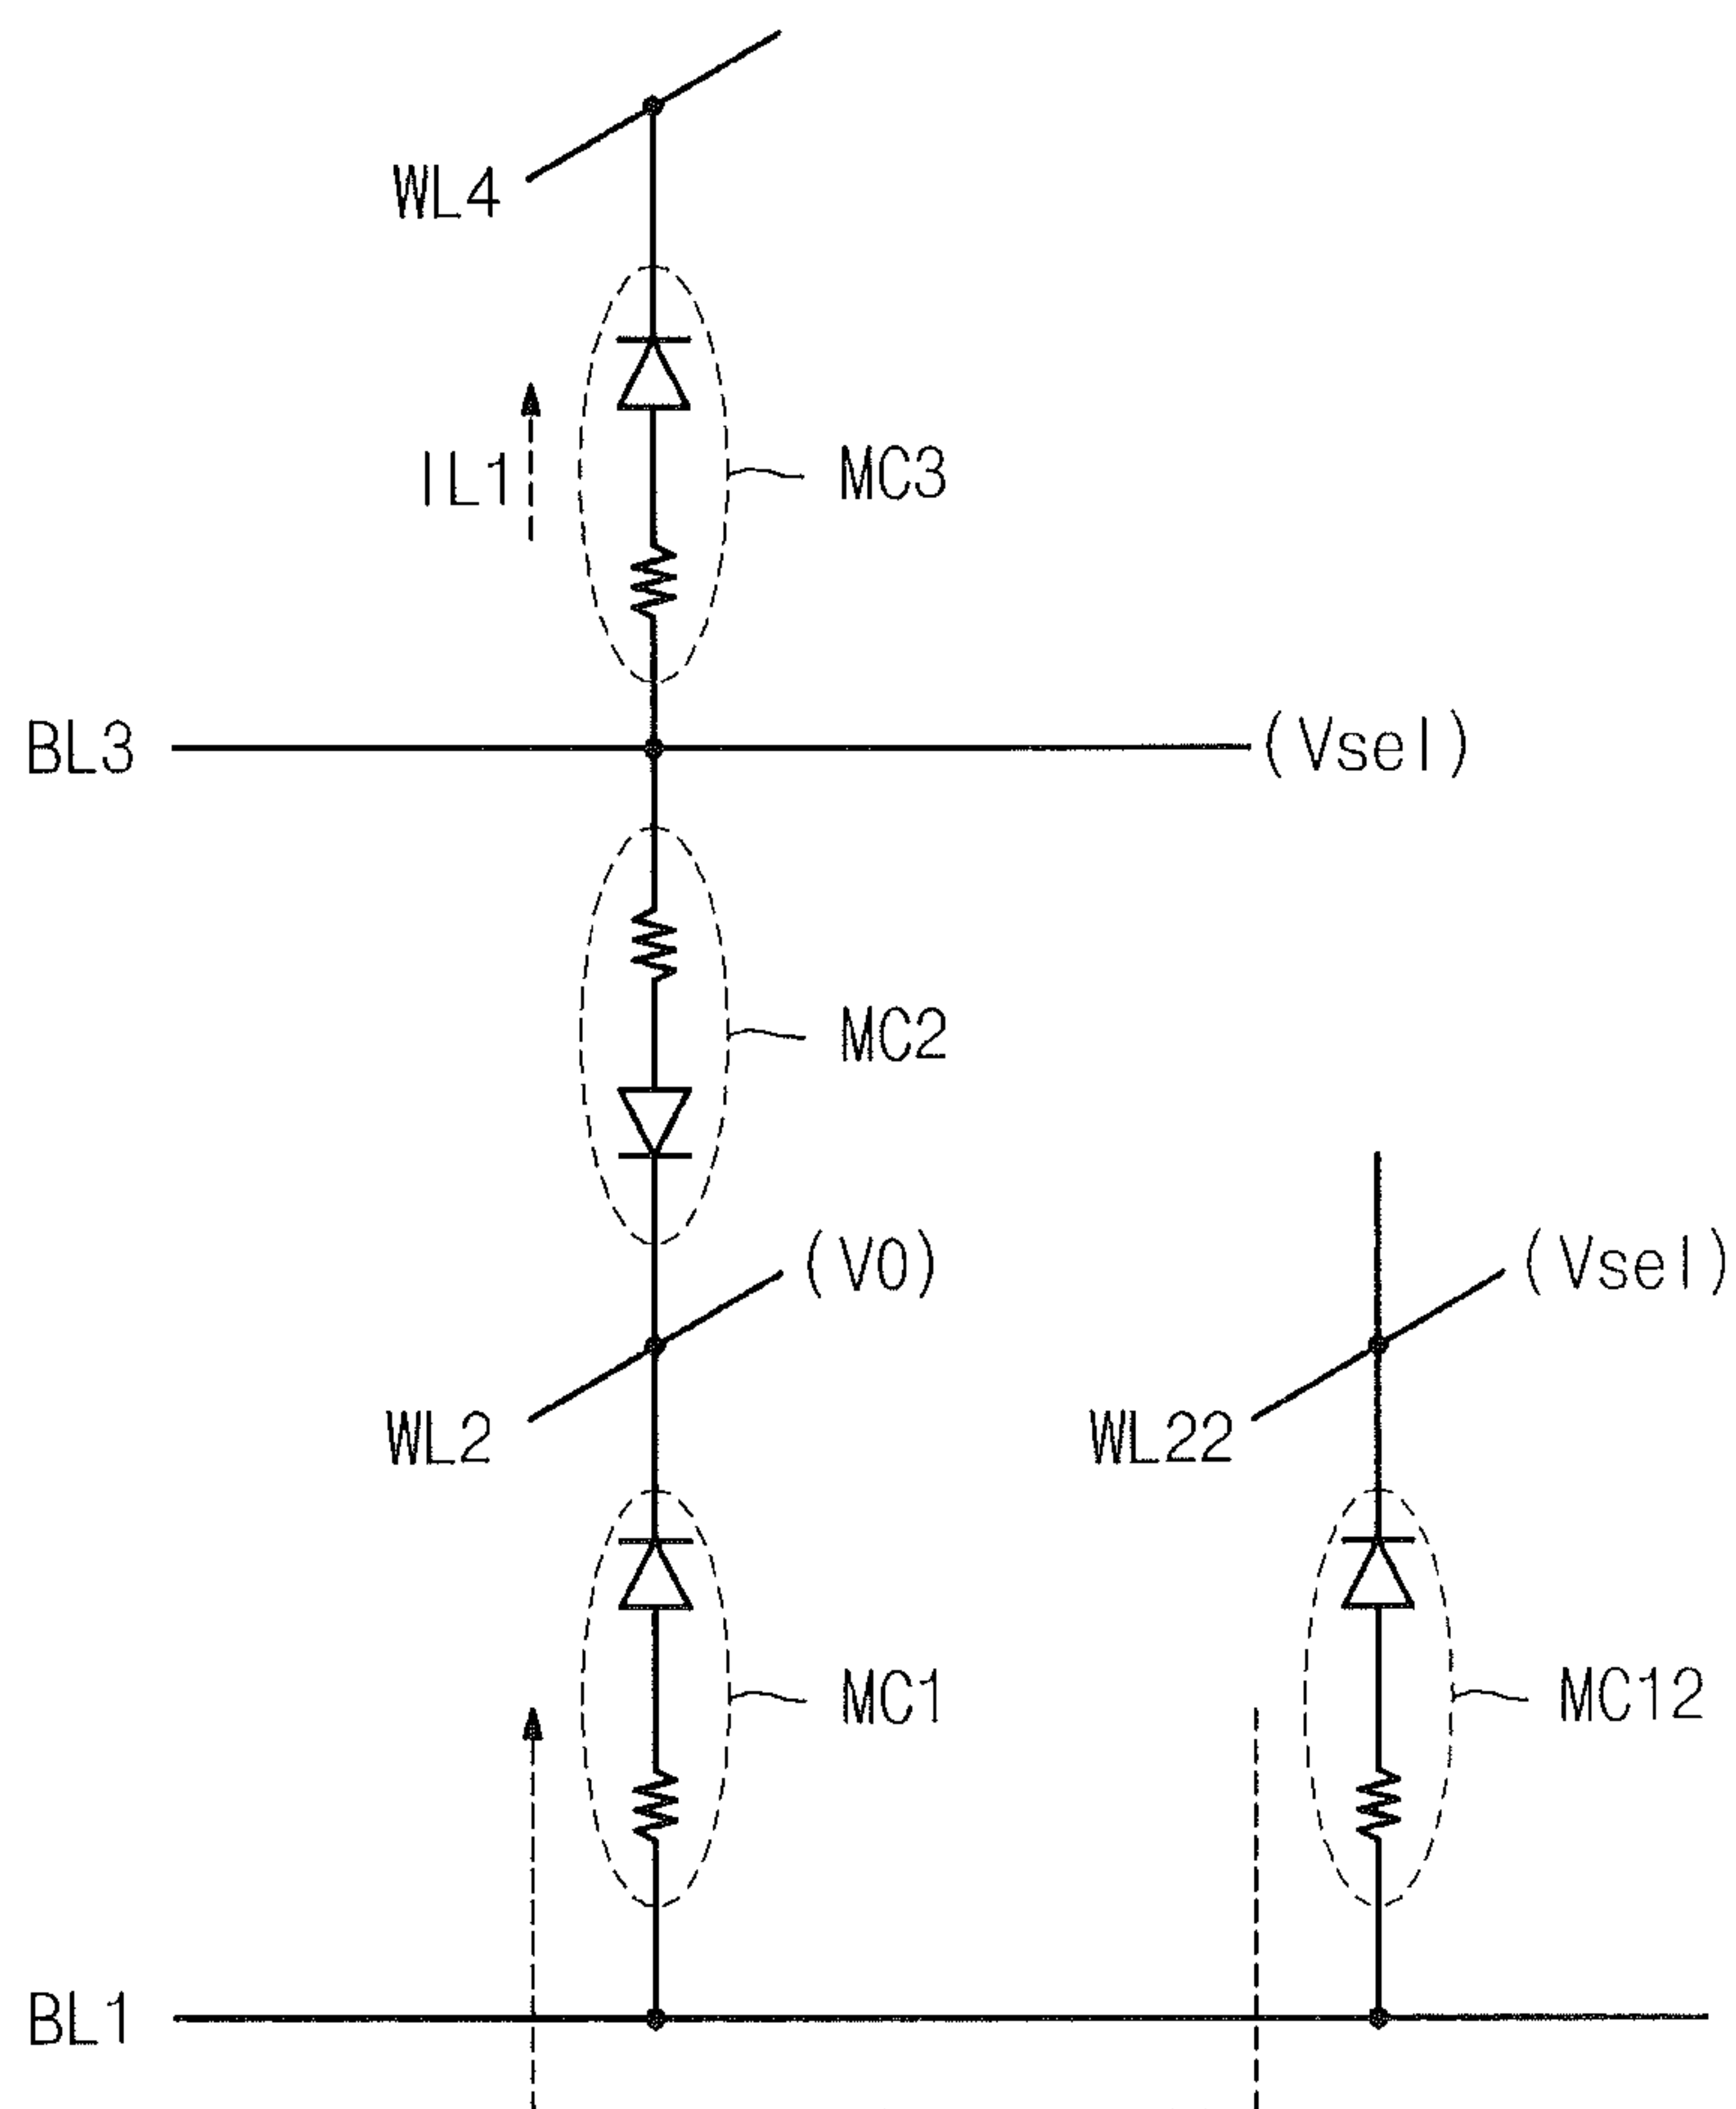 WL4
IL1
MC3
BL3
(Vsel)
MC2
(V0)
(Vsel)
WL2
WL22
MC1
MC12
BL1